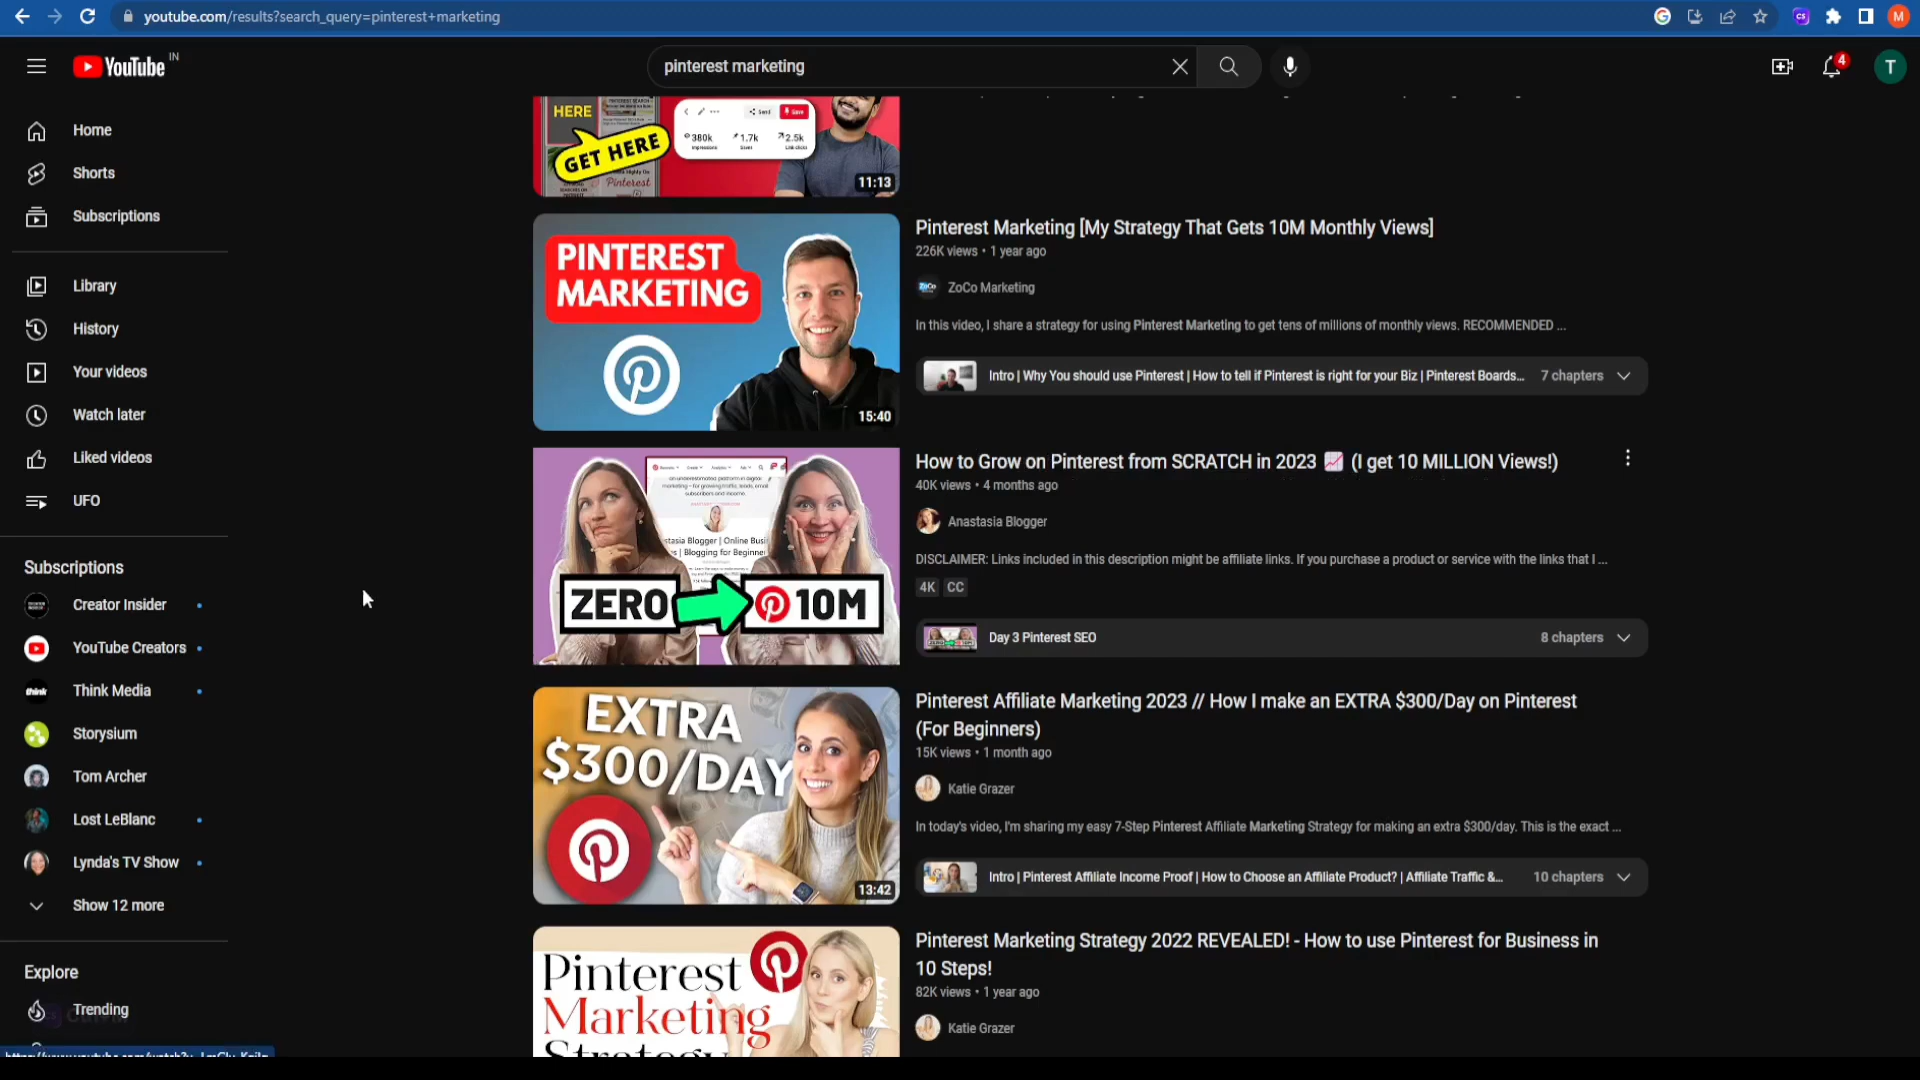 youtube.com/results?search_query=pinterest+marketing
M
YouTube IN
pinterest marketing
4
T
Home
Shorts
Subscriptions
Library
History
Your videos
Watch later
Liked videos
UFO
Subscriptions
Creator Insider
YouTube Creators
Think Media
Storysium
Tom Archer
Lost LeBlanc
Lynda's TV Show
Show 12 more
Explore
Trending
HERE
GET HERE
Send
Save
380k
1.7k
2.5k
Pinterest
11:13
PINTEREST
MARKETING
15:40
Pinterest Marketing [My Strategy That Gets 10M Monthly Views]
226K views • 1 year ago
ZoCo Marketing
In this video, I share a strategy for using Pinterest Marketing to get tens of millions of monthly views. RECOMMENDED ...
Intro | Why You should use Pinterest | How to tell if Pinterest is right for your Biz | Pinterest Boards... 7 chapters
ZERO
10M
How to Grow on Pinterest from SCRATCH in 2023 📈 (I get 10 MILLION Views!)
40K views • 4 months ago
Anastasia Blogger
DISCLAIMER: Links included in this description might be affiliate links. If you purchase a product or service with the links that I ...
4K CC
Day 3 Pinterest SEO 8 chapters
EXTRA
$300/DAY
13:42
Pinterest Affiliate Marketing 2023 // How I make an EXTRA $300/Day on Pinterest
(For Beginners)
15K views • 1 month ago
Katie Grazer
In today's video, I'm sharing my easy 7-Step Pinterest Affiliate Marketing Strategy for making an extra $300/day. This is the exact ...
Intro | Pinterest Affiliate Income Proof | How to Choose an Affiliate Product? | Affiliate Traffic &... 10 chapters
Pinterest
Marketing
Strategy
Pinterest Marketing Strategy 2022 REVEALED! - How to use Pinterest for Business in
10 Steps!
82K views • 1 year ago
Katie Grazer